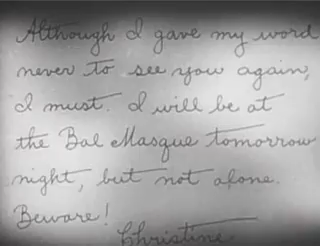 Although I gave my word
never to see you again,
I must. I will be at
the Bal Masque tomorrow
night, but not alone.
Beware!
Christine